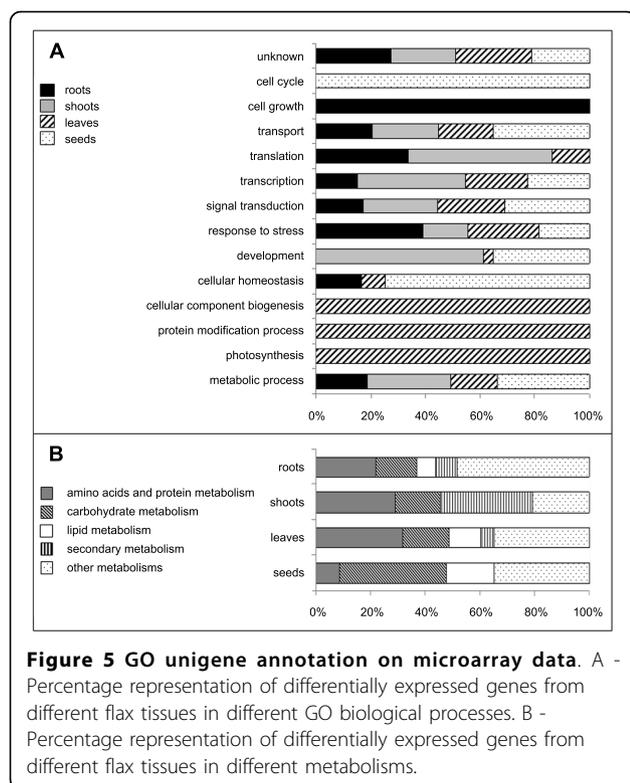 A
roots
shoots
leaves
seeds
unknown
cell cycle
cell growth
transport
translation
transcription
signal transduction
response to stress
development
cellular homeostasis
cellular component biogenesis
protein modification process
photosynthesis
metabolic process
0% 20% 40% 60% 80% 100%
B
amino acids and protein metabolism
carbohydrate metabolism
lipid metabolism
secondary metabolism
other metabolisms
roots
shoots
leaves
seeds
0% 20% 40% 60% 80% 100%
Figure 5 GO unigene annotation on microarray data. A -
Percentage representation of differentially expressed genes from
different flax tissues in different GO biological processes. B -
Percentage representation of differentially expressed genes from
different flax tissues in different metabolisms.